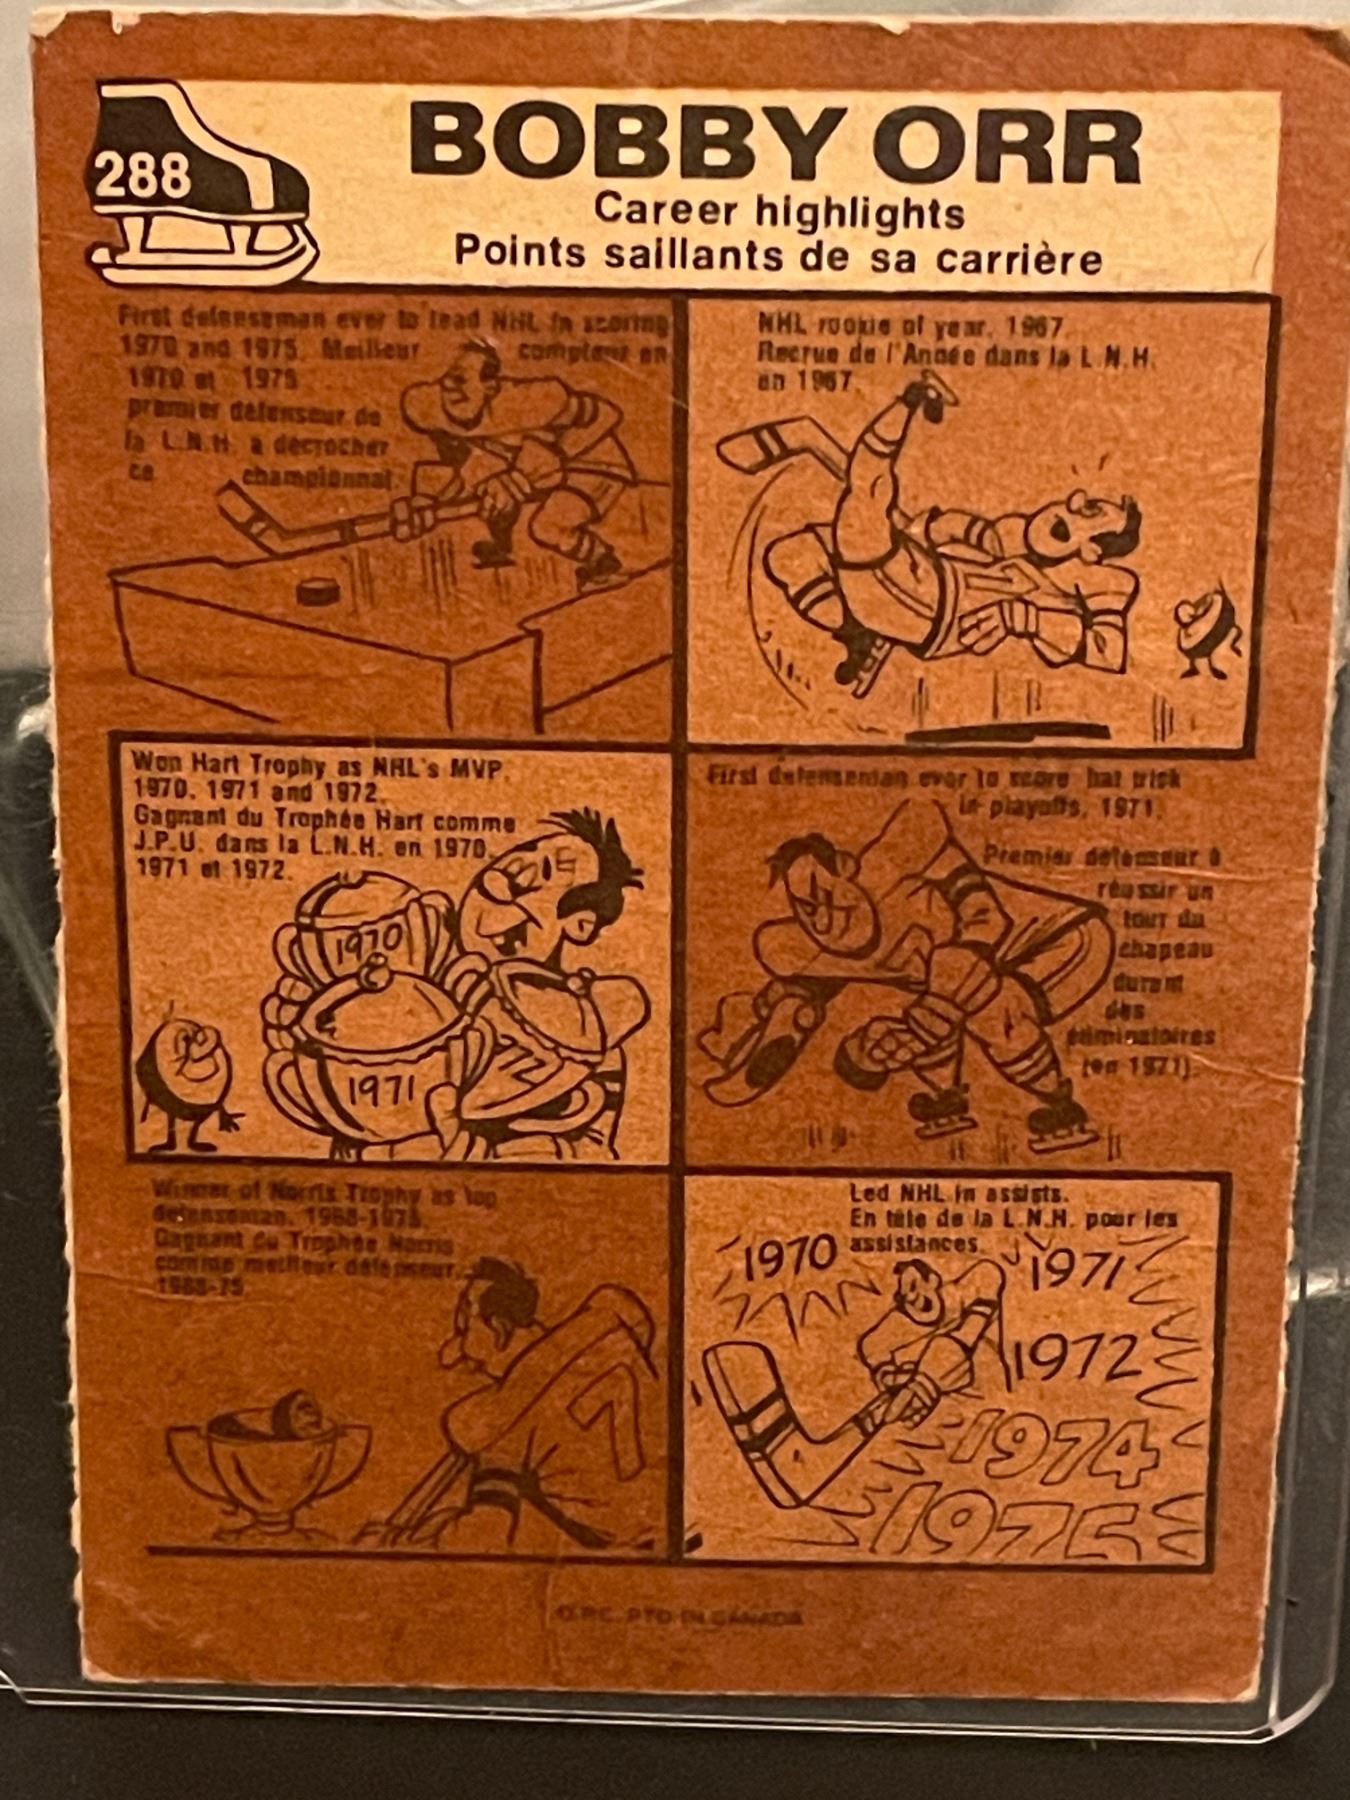 288
BOBBY ORR
Career highlights
Points saillants de sa carrière
First defenseman ever to lead NHL in scoring
1970 and 1975. Meilleur compteur en
1970 et 1975
premier défenseur de
la L.N.H. a décrocher
ce championnat.
NHL rookie of year, 1967.
Recrue de l'Année dans la L.N.H.
en 1967.
Won Hart Trophy as NHL's MVP,
1970, 1971 and 1972.
Gagnant du Trophée Hart comme
J.P.U. dans la L.N.H. en 1970,
1971 et 1972.
1970
1971
First defenseman ever to score hat trick
in playoffs, 1971.
Premier défenseur à
réussir un
tour du
chapeau
durant
des
éliminatoires
(en 1971).
Winner of Norris Trophy as top
defenseman, 1968-1975.
Gagnant du Trophée Norris
comme meilleur défenseur,
1968-75
7
Led NHL in assists.
En tête de la L.N.H. pour les
assistances.
1970
1971
1972
1974
1975
O.P.C. PTD IN CANADA